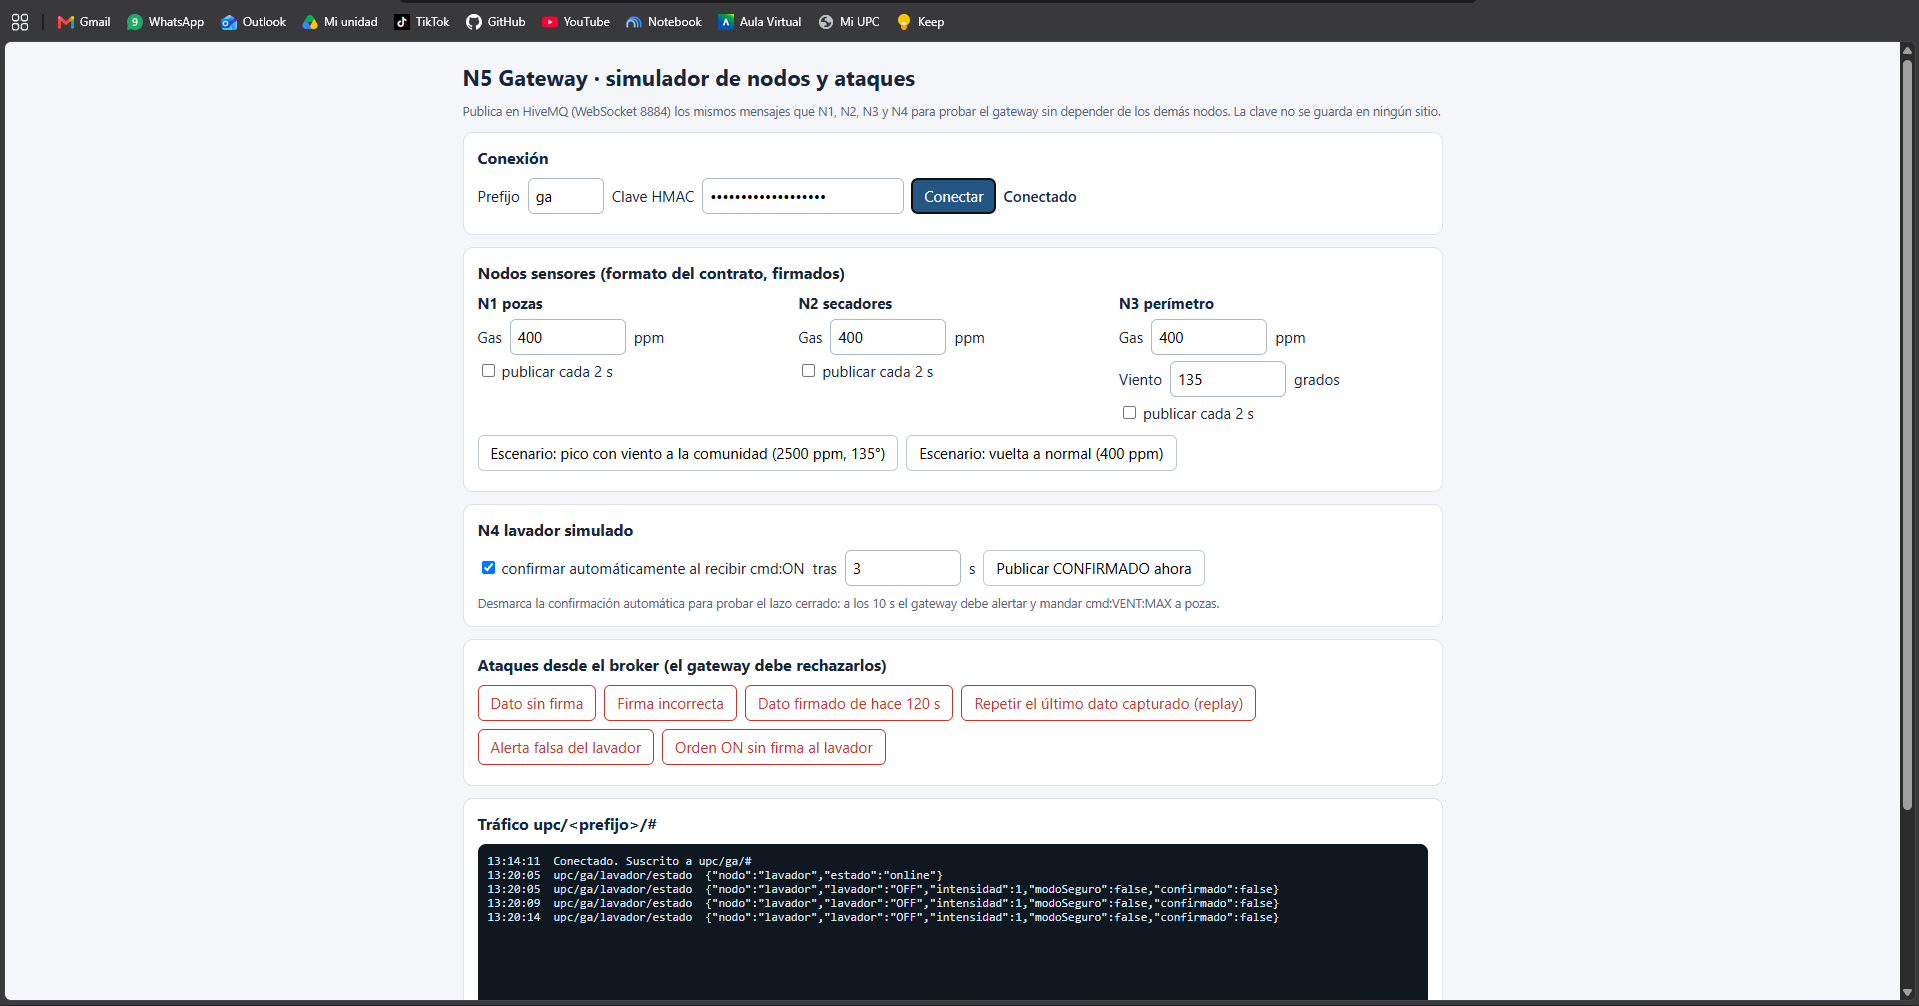 Gmail 9 WhatsApp Outlook Mi unidad TikTok GitHub YouTube Notebook Aula Virtual Mi UPC Keep
N5 Gateway · simulador de nodos y ataques
Publica en HiveMQ (WebSocket 8884) los mismos mensajes que N1, N2, N3 y N4 para probar el gateway sin depender de los demás nodos. La clave no se guarda en ningún sitio.
Conexión
Prefijo ga Clave HMAC •••••••••••••••••• Conectar Conectado
Nodos sensores (formato del contrato, firmados)
N1 pozas
Gas 400 ppm
publicar cada 2 s
N2 secadores
Gas 400 ppm
publicar cada 2 s
N3 perímetro
Gas 400 ppm
Viento 135 grados
publicar cada 2 s
Escenario: pico con viento a la comunidad (2500 ppm, 135°) Escenario: vuelta a normal (400 ppm)
N4 lavador simulado
confirmar automáticamente al recibir cmd:ON tras 3 s Publicar CONFIRMADO ahora
Desmarca la confirmación automática para probar el lazo cerrado: a los 10 s el gateway debe alertar y mandar cmd:VENT:MAX a pozas.
Ataques desde el broker (el gateway debe rechazarlos)
Dato sin firma Firma incorrecta Dato firmado de hace 120 s Repetir el último dato capturado (replay)
Alerta falsa del lavador Orden ON sin firma al lavador
Tráfico upc/<prefijo>/#
13:14:11 Conectado. Suscrito a upc/ga/#
13:20:05 upc/ga/lavador/estado {"nodo":"lavador","estado":"online"}
13:20:05 upc/ga/lavador/estado {"nodo":"lavador","lavador":"OFF","intensidad":1,"modoSeguro":false,"confirmado":false}
13:20:09 upc/ga/lavador/estado {"nodo":"lavador","lavador":"OFF","intensidad":1,"modoSeguro":false,"confirmado":false}
13:20:14 upc/ga/lavador/estado {"nodo":"lavador","lavador":"OFF","intensidad":1,"modoSeguro":false,"confirmado":false}